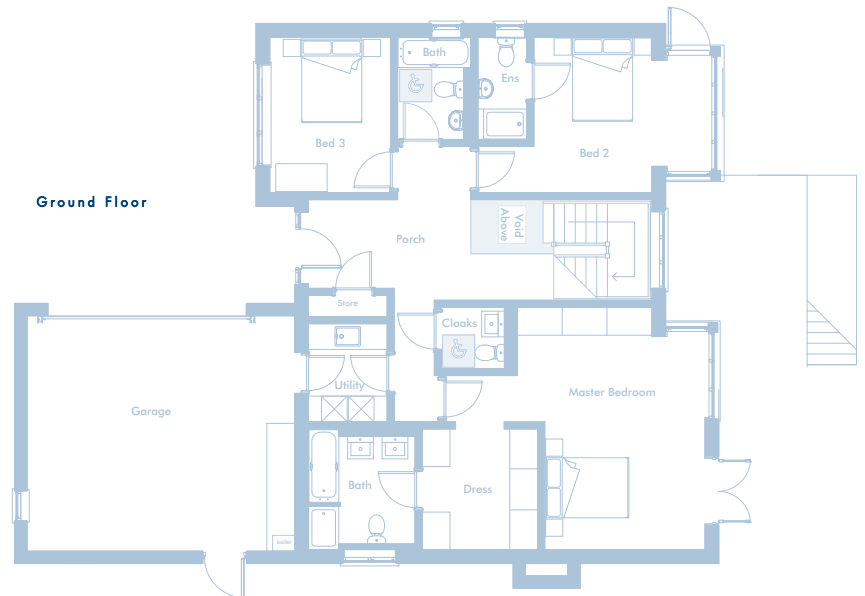 Bath
Ens
Bed 3
Bed 2
Ground Floor
Void
Above
Porch
Store
Cloaks
Utility
Master Bedroom
Garage
Bath
Dress
boiler